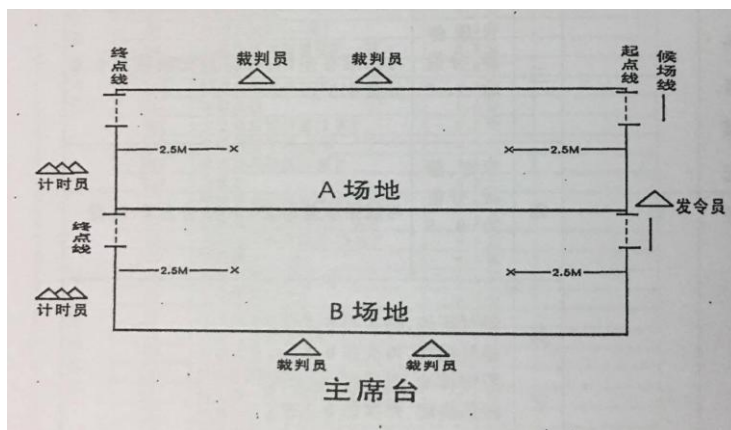 终点线
裁判员
裁判员
起点线
候场线
2.5M
2.5M
计时员
A 场地
发令员
终点线
2.5M
2.5M
计时员
B 场地
裁判员
裁判员
主席台